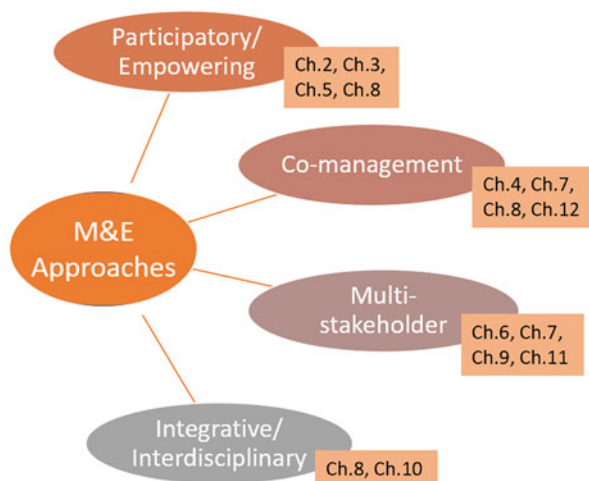 Participatory/
Empowering
Ch.2, Ch.3,
Ch.5, Ch.8
Co-management
Ch.4, Ch.7,
Ch.8, Ch.12
M&E
Approaches
Multi-
stakeholder
Ch.6, Ch.7,
Ch.9, Ch.11
Integrative/
Interdisciplinary
Ch.8, Ch.10